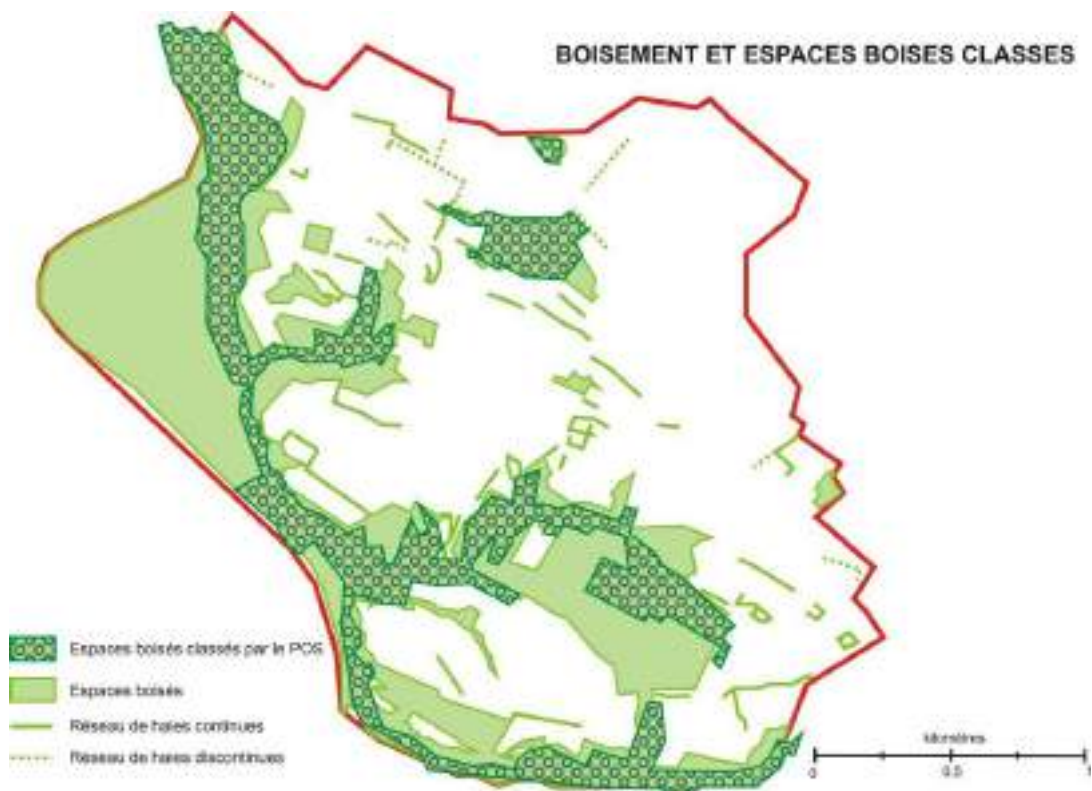 BOISEMENT ET ESPACES BOISES CLASSES
Espaces boisés classés par le POS
Espaces boisés
Réseau de haies continues
Réseau de haies discontinues
kilomètres
0 0.5